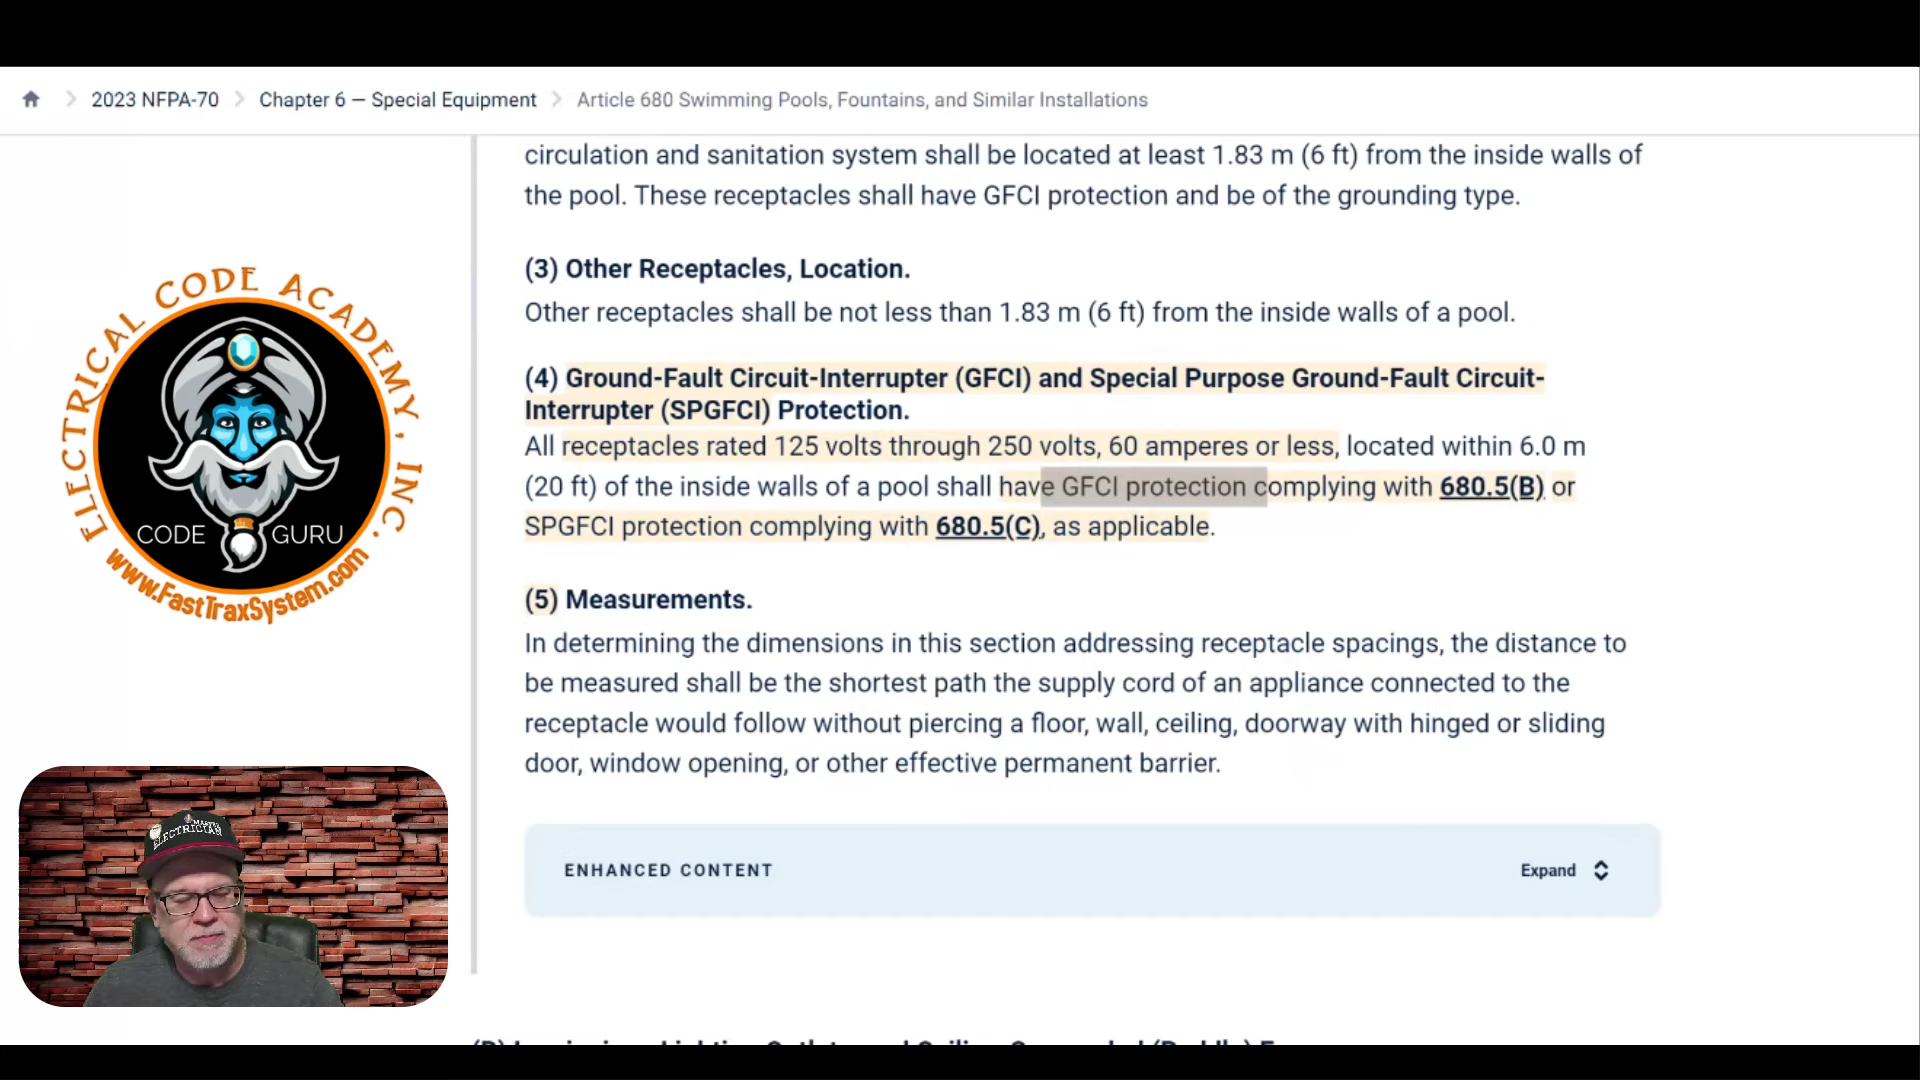 2023 NFPA-70 Chapter 6 — Special Equipment Article 680 Swimming Pools, Fountains, and Similar Installations
circulation and sanitation system shall be located at least 1.83 m (6 ft) from the inside walls of
the pool. These receptacles shall have GFCI protection and be of the grounding type.
(3) Other Receptacles, Location.
Other receptacles shall be not less than 1.83 m (6 ft) from the inside walls of a pool.
(4) Ground-Fault Circuit-Interrupter (GFCI) and Special Purpose Ground-Fault Circuit-
Interrupter (SPGFCI) Protection.
All receptacles rated 125 volts through 250 volts, 60 amperes or less, located within 6.0 m
(20 ft) of the inside walls of a pool shall have GFCI protection complying with 680.5(B) or
SPGFCI protection complying with 680.5(C), as applicable.
(5) Measurements.
In determining the dimensions in this section addressing receptacle spacings, the distance to
be measured shall be the shortest path the supply cord of an appliance connected to the
receptacle would follow without piercing a floor, wall, ceiling, doorway with hinged or sliding
door, window opening, or other effective permanent barrier.
ENHANCED CONTENT Expand
ELECTRICAL CODE ACADEMY, INC.
CODE GURU
www.FastTraxSystem.com
MASTER
ELECTRICIAN